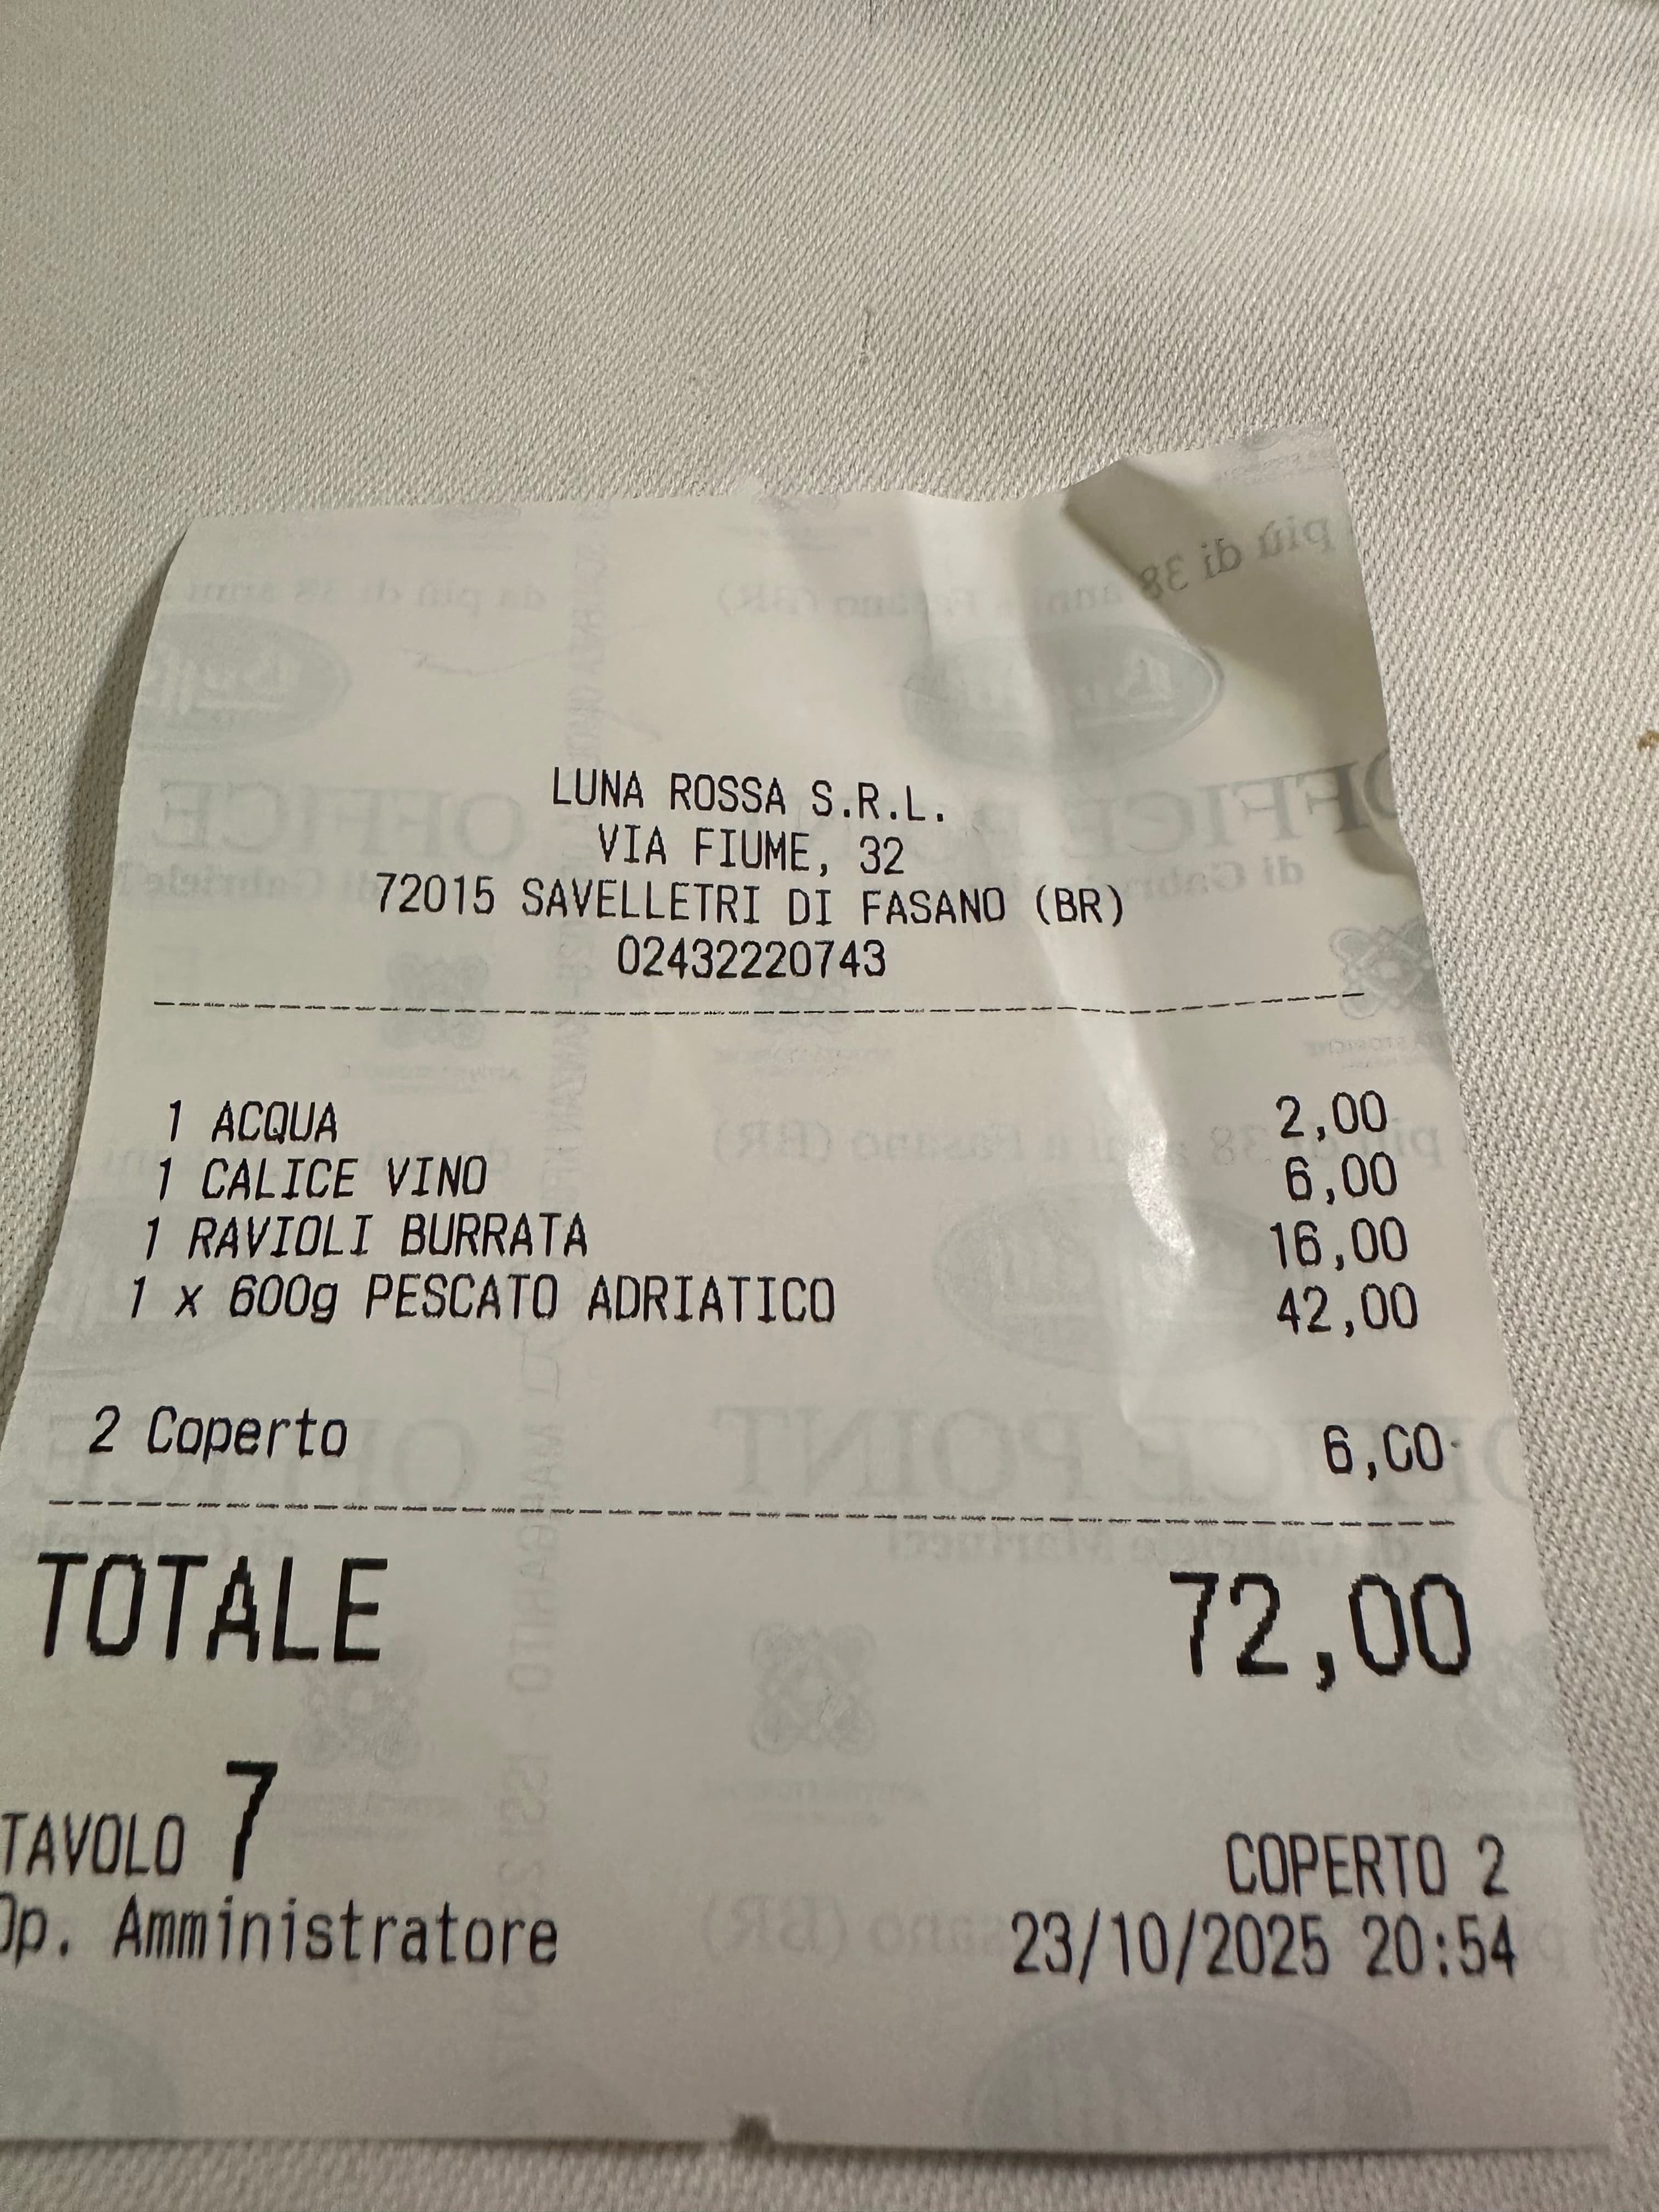 LUNA ROSSA S.R.L.
VIA FIUME, 32
72015 SAVELLETRI DI FASANO (BR)
02432220743
1 ACQUA 2,00
1 CALICE VINO 6,00
1 RAVIOLI BURRATA 16,00
1 x 600g PESCATO ADRIATICO 42,00
2 Coperto 6,00
TOTALE 72,00
TAVOLO 7
COPERTO 2
Op. Amministratore 23/10/2025 20:54